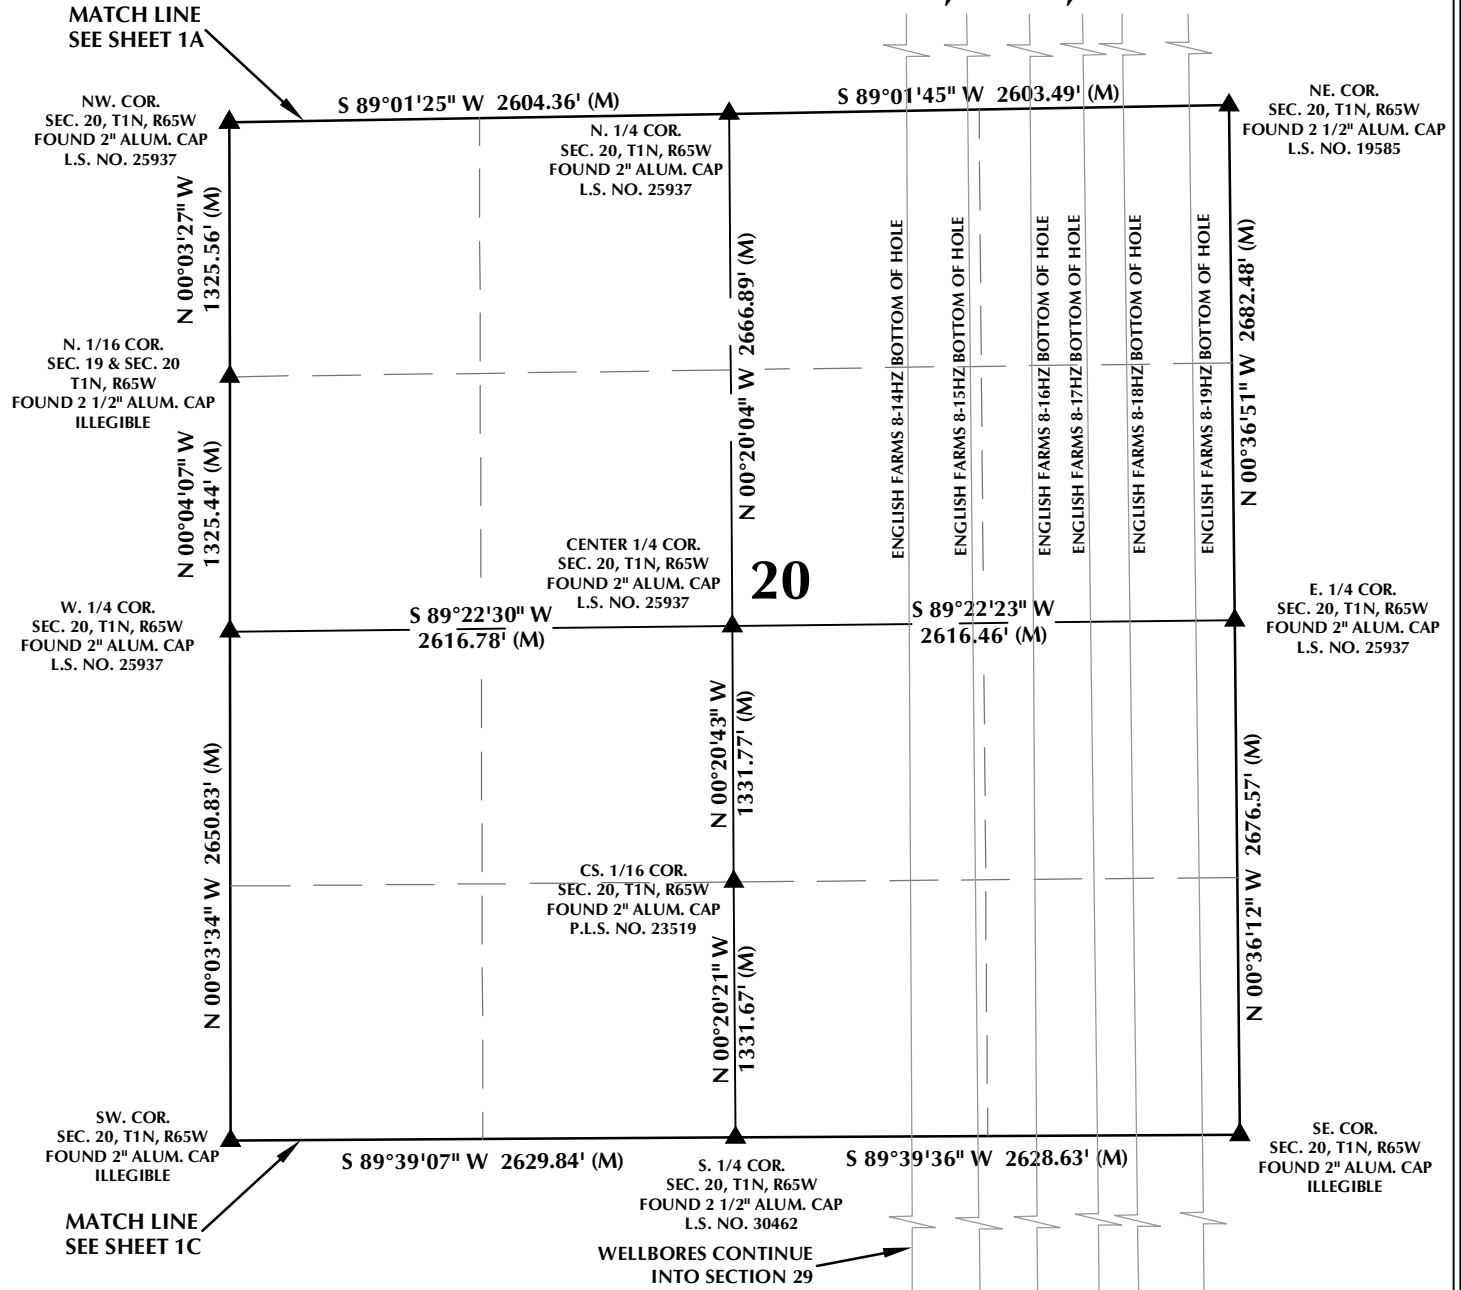 MATCH LINE
SEE SHEET 1A
NW. COR.
SEC. 20, T1N, R65W
FOUND 2" ALUM. CAP
L.S. NO. 25937
S 89°01'25" W 2604.36' (M)
N. 1/4 COR.
SEC. 20, T1N, R65W
FOUND 2" ALUM. CAP
L.S. NO. 25937
S 89°01'45" W 2603.49' (M)
NE. COR.
SEC. 20, T1N, R65W
FOUND 2 1/2" ALUM. CAP
L.S. NO. 19585
N 00°03'27" W
1325.56' (M)
N 00°20'04" W 2666.89' (M)
ENGLISH FARMS 8-14HZ BOTTOM OF HOLE
ENGLISH FARMS 8-15HZ BOTTOM OF HOLE
ENGLISH FARMS 8-16HZ BOTTOM OF HOLE
ENGLISH FARMS 8-17HZ BOTTOM OF HOLE
ENGLISH FARMS 8-18HZ BOTTOM OF HOLE
ENGLISH FARMS 8-19HZ BOTTOM OF HOLE
N 00°36'51" W 2682.48' (M)
N. 1/16 COR.
SEC. 19 & SEC. 20
T1N, R65W
FOUND 2 1/2" ALUM. CAP
ILLEGIBLE
N 00°04'07" W
1325.44' (M)
CENTER 1/4 COR.
SEC. 20, T1N, R65W
FOUND 2" ALUM. CAP
L.S. NO. 25937
20
W. 1/4 COR.
SEC. 20, T1N, R65W
FOUND 2" ALUM. CAP
L.S. NO. 25937
S 89°22'30" W
2616.78' (M)
S 89°22'23" W
2616.46' (M)
E. 1/4 COR.
SEC. 20, T1N, R65W
FOUND 2" ALUM. CAP
L.S. NO. 25937
N 00°03'34" W 2650.83' (M)
N 00°20'43" W
1331.77' (M)
N 00°36'12" W 2676.57' (M)
CS. 1/16 COR.
SEC. 20, T1N, R65W
FOUND 2" ALUM. CAP
P.L.S. NO. 23519
N 00°20'21" W
1331.67' (M)
SW. COR.
SEC. 20, T1N, R65W
FOUND 2" ALUM. CAP
ILLEGIBLE
S 89°39'07" W 2629.84' (M)
S. 1/4 COR.
SEC. 20, T1N, R65W
FOUND 2 1/2" ALUM. CAP
L.S. NO. 30462
S 89°39'36" W 2628.63' (M)
SE. COR.
SEC. 20, T1N, R65W
FOUND 2" ALUM. CAP
ILLEGIBLE
MATCH LINE
SEE SHEET 1C
WELLBORES CONTINUE
INTO SECTION 29